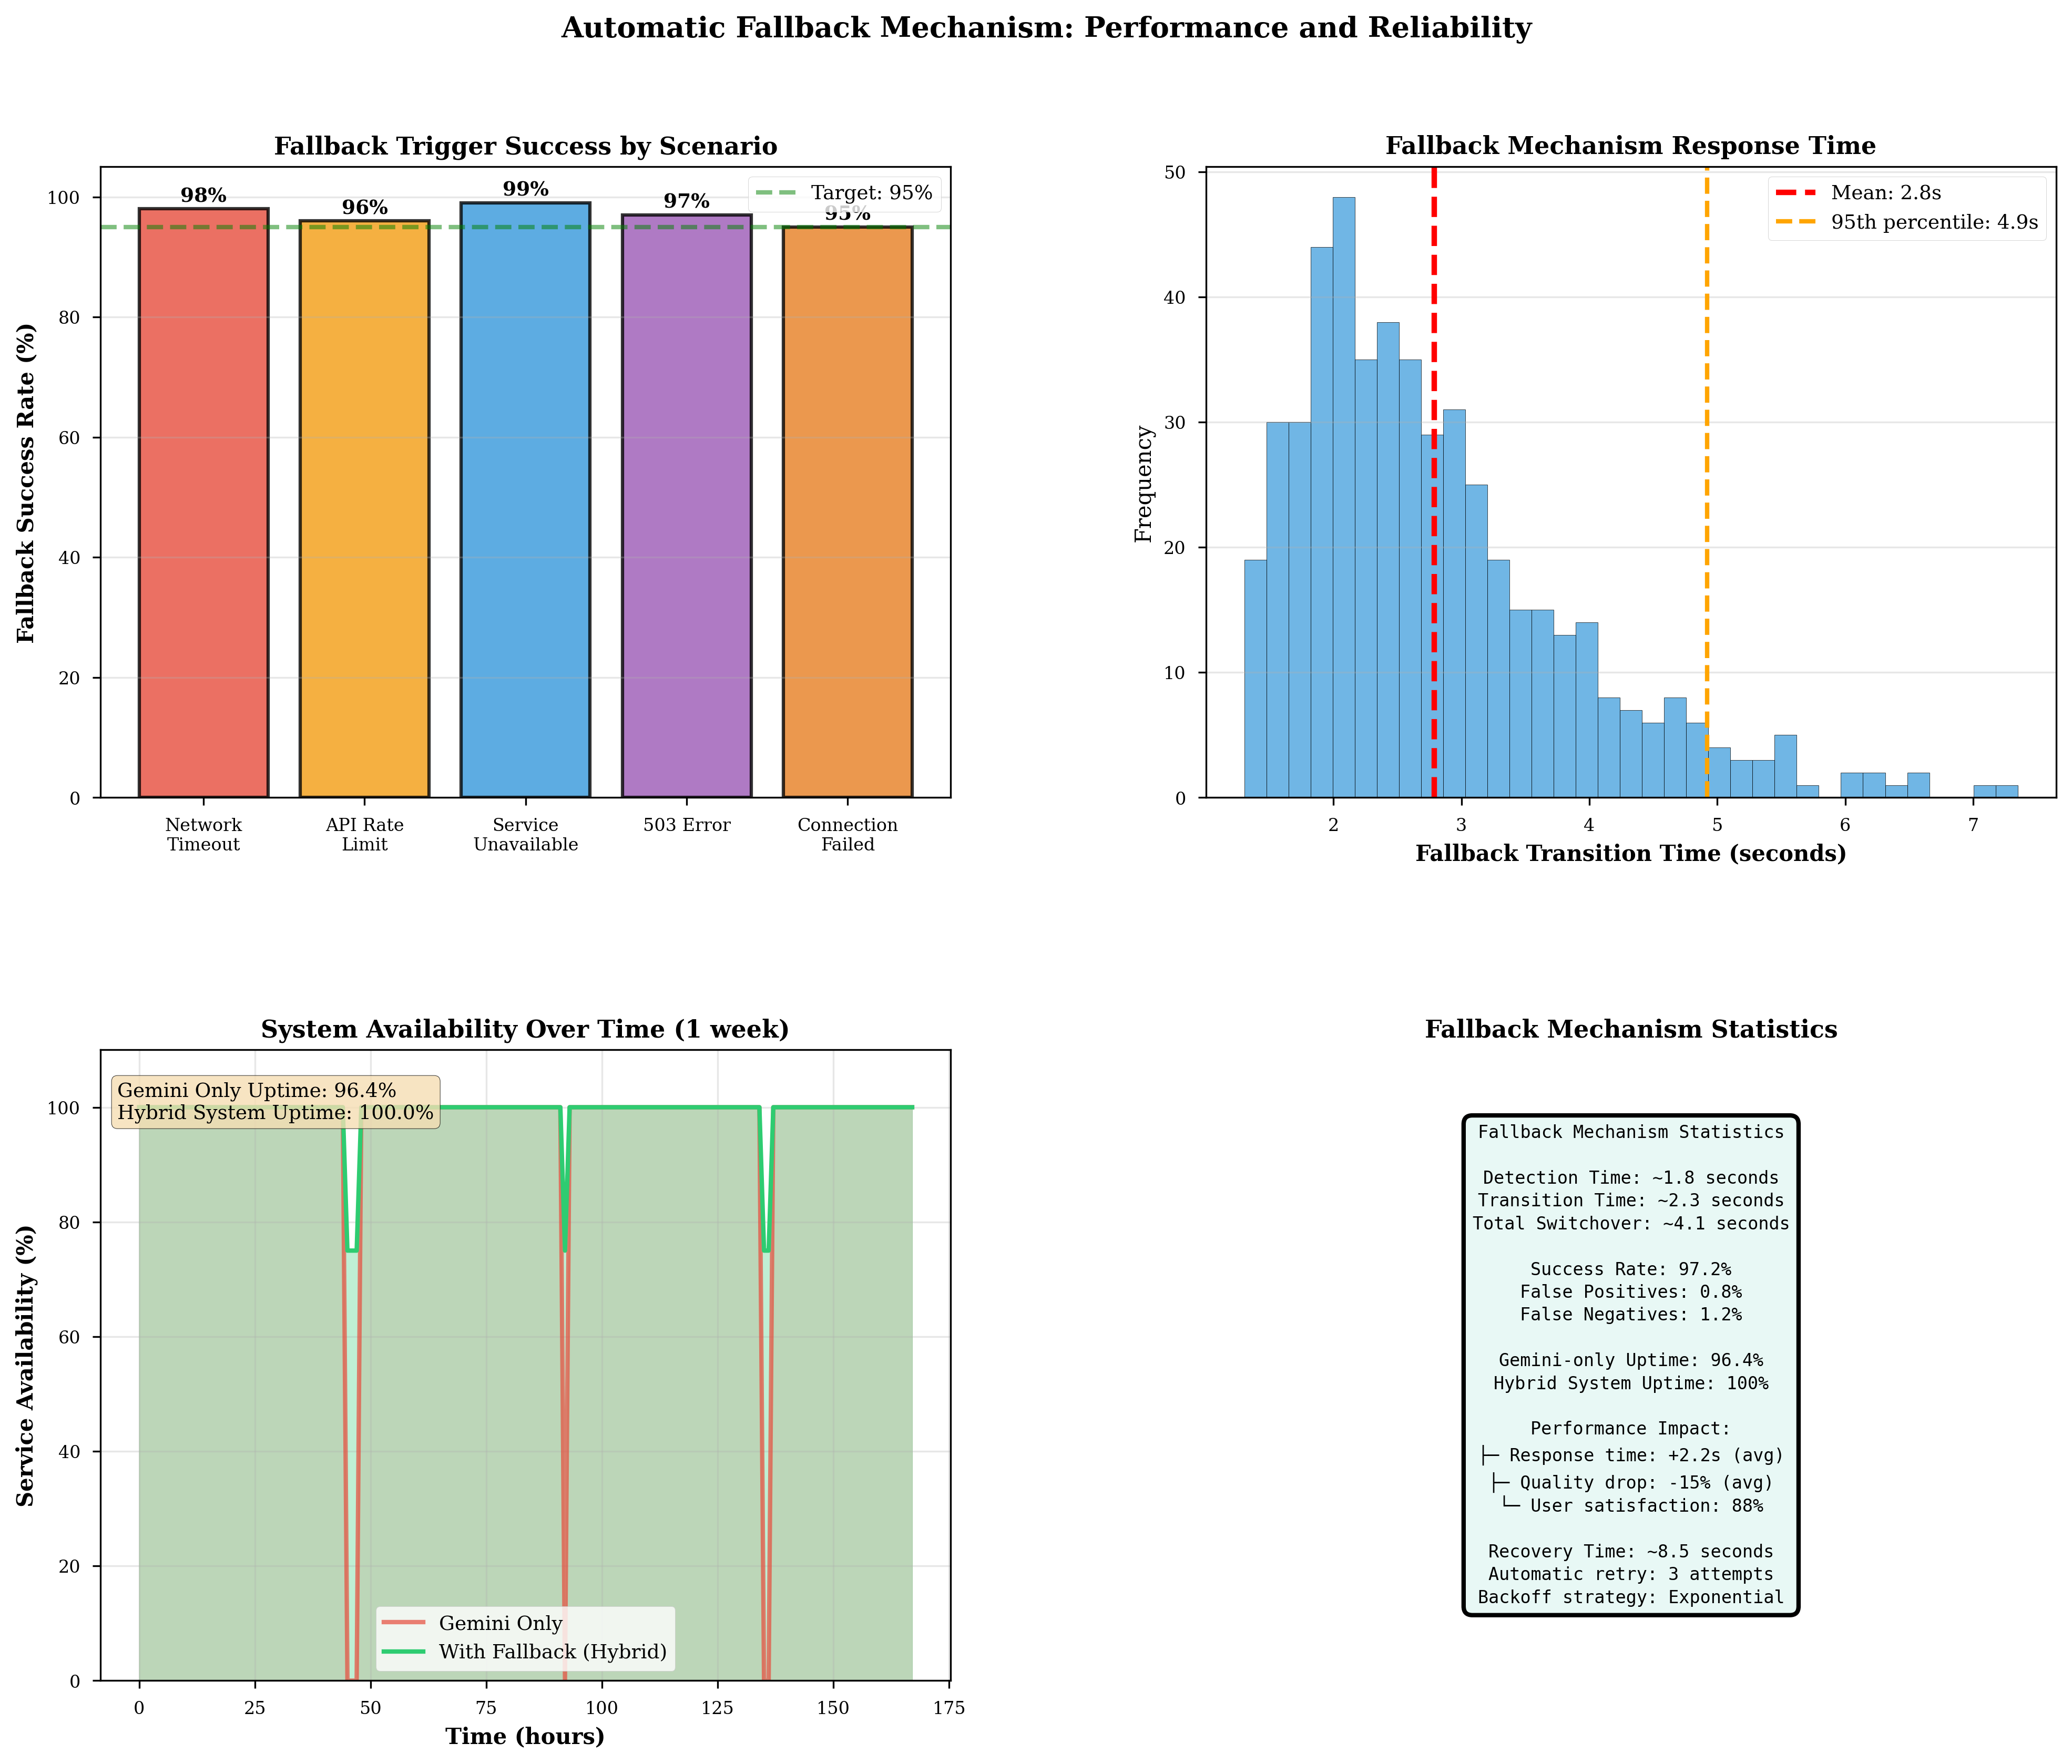 Automatic Fallback Mechanism: Performance and Reliability
Fallback Trigger Success by Scenario
Fallback Success Rate (%)
100
80
60
40
20
0
98%
96%
99%
97%
95%
Target: 95%
Network
Timeout
API Rate
Limit
Service
Unavailable
503 Error
Connection
Failed
Fallback Mechanism Response Time
Frequency
50
40
30
20
10
0
Mean: 2.8s
95th percentile: 4.9s
2
3
4
5
6
7
Fallback Transition Time (seconds)
System Availability Over Time (1 week)
Service Availability (%)
100
80
60
40
20
0
Gemini Only Uptime: 96.4%
Hybrid System Uptime: 100.0%
Gemini Only
With Fallback (Hybrid)
0
25
50
75
100
125
150
175
Time (hours)
Fallback Mechanism Statistics
Fallback Mechanism Statistics
Detection Time: ~1.8 seconds
Transition Time: ~2.3 seconds
Total Switchover: ~4.1 seconds
Success Rate: 97.2%
False Positives: 0.8%
False Negatives: 1.2%
Gemini-only Uptime: 96.4%
Hybrid System Uptime: 100%
Performance Impact:
├─ Response time: +2.2s (avg)
├─ Quality drop: -15% (avg)
└─ User satisfaction: 88%
Recovery Time: ~8.5 seconds
Automatic retry: 3 attempts
Backoff strategy: Exponential